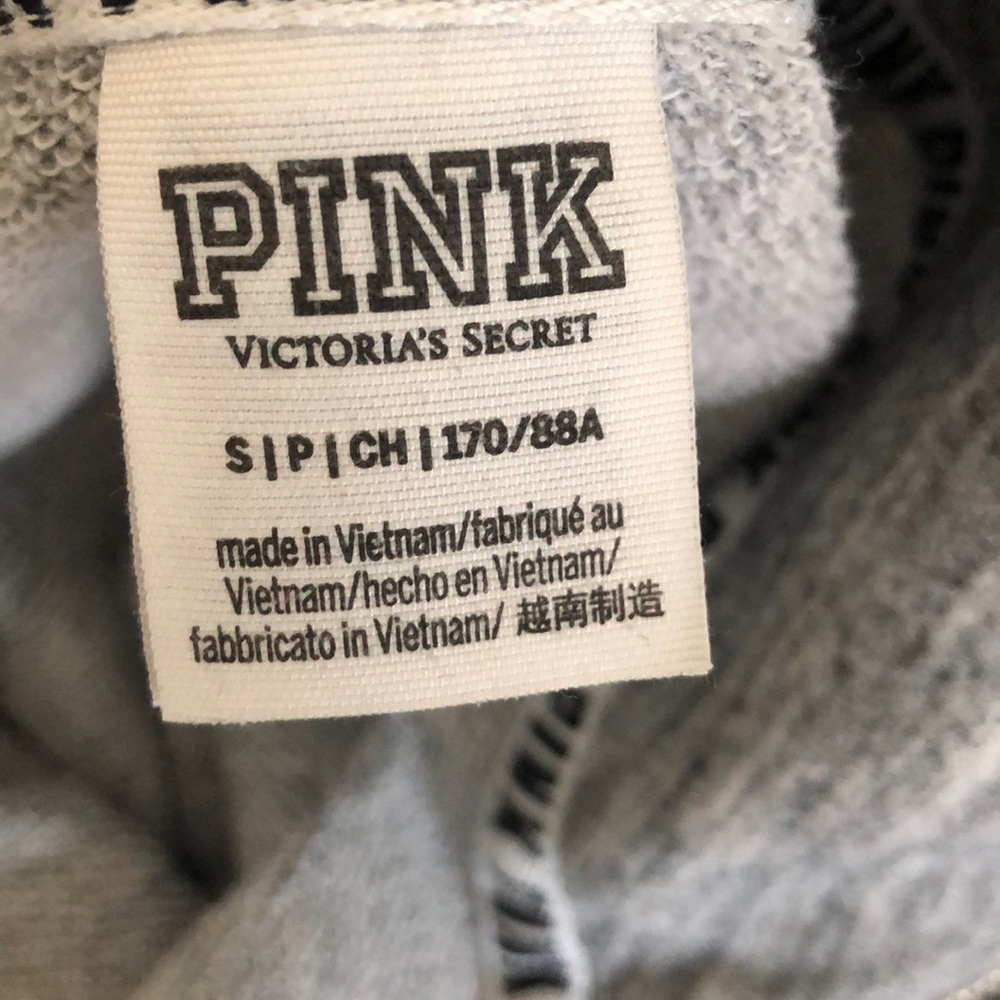 PINK
VICTORIA'S SECRET
S | P | CH | 170/88A
made in Vietnam/fabriqué au
Vietnam/hecho en Vietnam/
fabbricato in Vietnam/ 越南制造
PINK